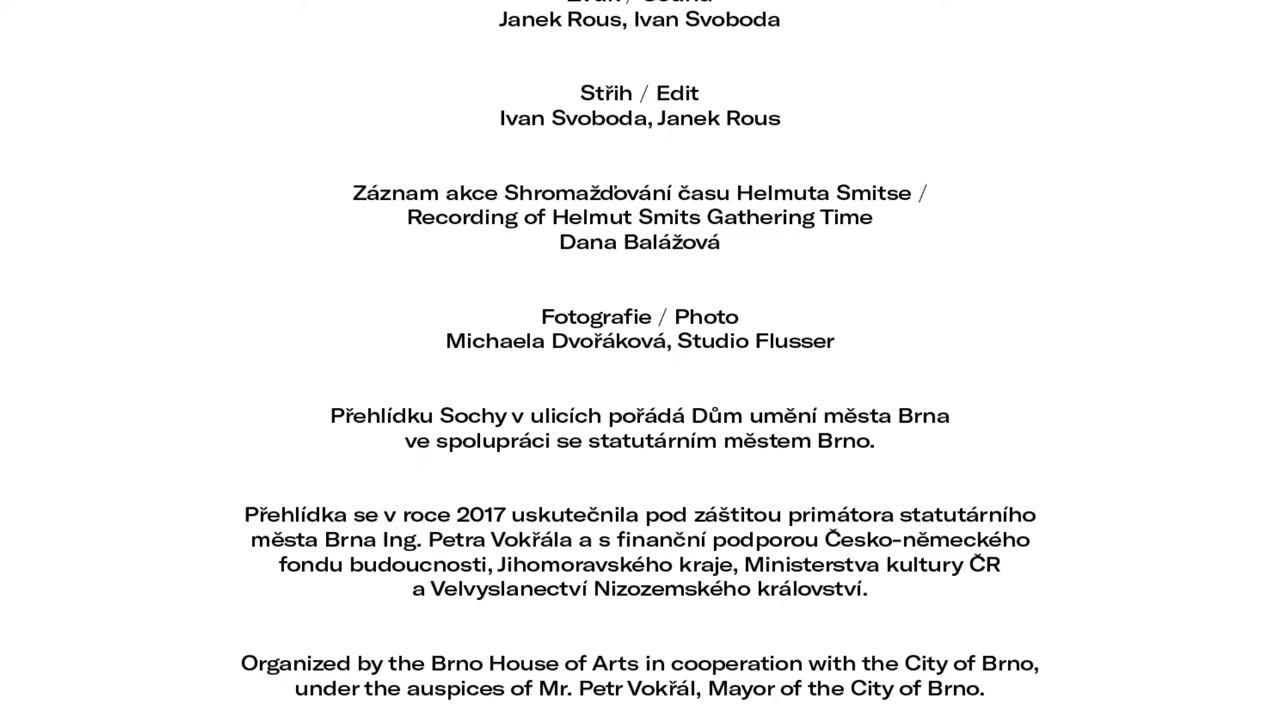 Janek Rous, Ivan Svoboda
Střih / Edit
Ivan Svoboda, Janek Rous
Záznam akce Shromažďování času Helmuta Smitse /
Recording of Helmut Smits Gathering Time
Dana Balážová
Fotografie / Photo
Michaela Dvořáková, Studio Flusser
Přehlídku Sochy v ulicích pořádá Dům umění města Brna
ve spolupráci se statutárním městem Brno.
Přehlídka se v roce 2017 uskutečnila pod záštitou primátora statutárního
města Brna Ing. Petra Vokřála a s finanční podporou Česko-německého
fondu budoucnosti, Jihomoravského kraje, Ministerstva kultury ČR
a Velvyslanectví Nizozemského království.
Organized by the Brno House of Arts in cooperation with the City of Brno,
under the auspices of Mr. Petr Vokřál, Mayor of the City of Brno.